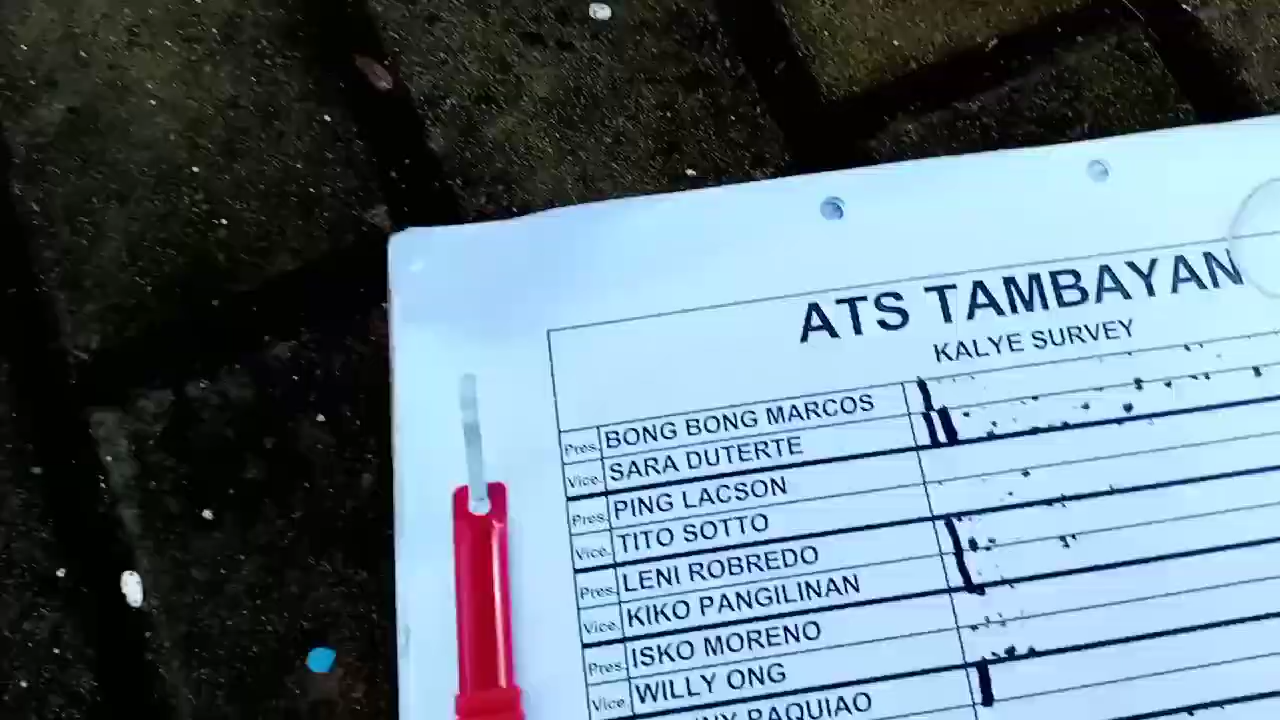 ATS TAMBAYAN
KALYE SURVEY
Pres. BONG BONG MARCOS
Vice. SARA DUTERTE
Pres. PING LACSON
Vice. TITO SOTTO
Pres. LENI ROBREDO
Vice. KIKO PANGILINAN
Pres. ISKO MORENO
Vice. WILLY ONG
PAQUIAO